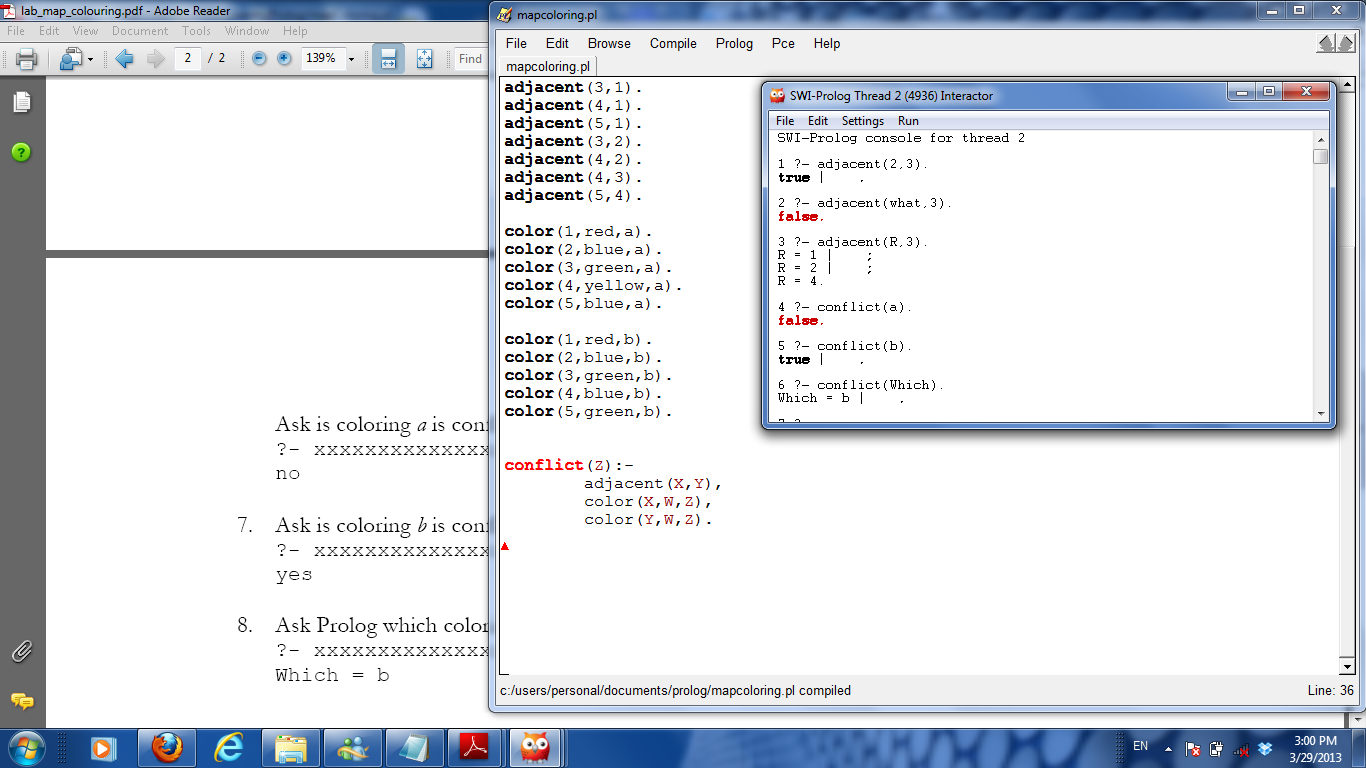 lab_map_colouring.pdf - Adobe Reader
File Edit View Document Tools Window Help
2 / 2 139% Find
Ask is coloring a is con
?- xxxxxxxxxxxxxxx
no
7. Ask is coloring b is con
?- xxxxxxxxxxxxxxx
yes
8. Ask Prolog which color
?- xxxxxxxxxxxxxxx
Which = b
mapcoloring.pl
File Edit Browse Compile Prolog Pce Help
mapcoloring.pl
adjacent(3,1).
adjacent(4,1).
adjacent(5,1).
adjacent(3,2).
adjacent(4,2).
adjacent(4,3).
adjacent(5,4).
color(1,red,a).
color(2,blue,a).
color(3,green,a).
color(4,yellow,a).
color(5,blue,a).
color(1,red,b).
color(2,blue,b).
color(3,green,b).
color(4,blue,b).
color(5,green,b).
conflict(Z):-
adjacent(X,Y),
color(X,W,Z),
color(Y,W,Z).
c:/users/personal/documents/prolog/mapcoloring.pl compiled
Line: 36
SWI-Prolog Thread 2 (4936) Interactor
File Edit Settings Run
SWI-Prolog console for thread 2
1 ?- adjacent(2,3).
true | .
2 ?- adjacent(what,3).
false.
3 ?- adjacent(R,3).
R = 1 | ;
R = 2 | ;
R = 4.
4 ?- conflict(a).
false.
5 ?- conflict(b).
true | .
6 ?- conflict(Which).
Which = b | .
EN
3:00 PM
3/29/2013